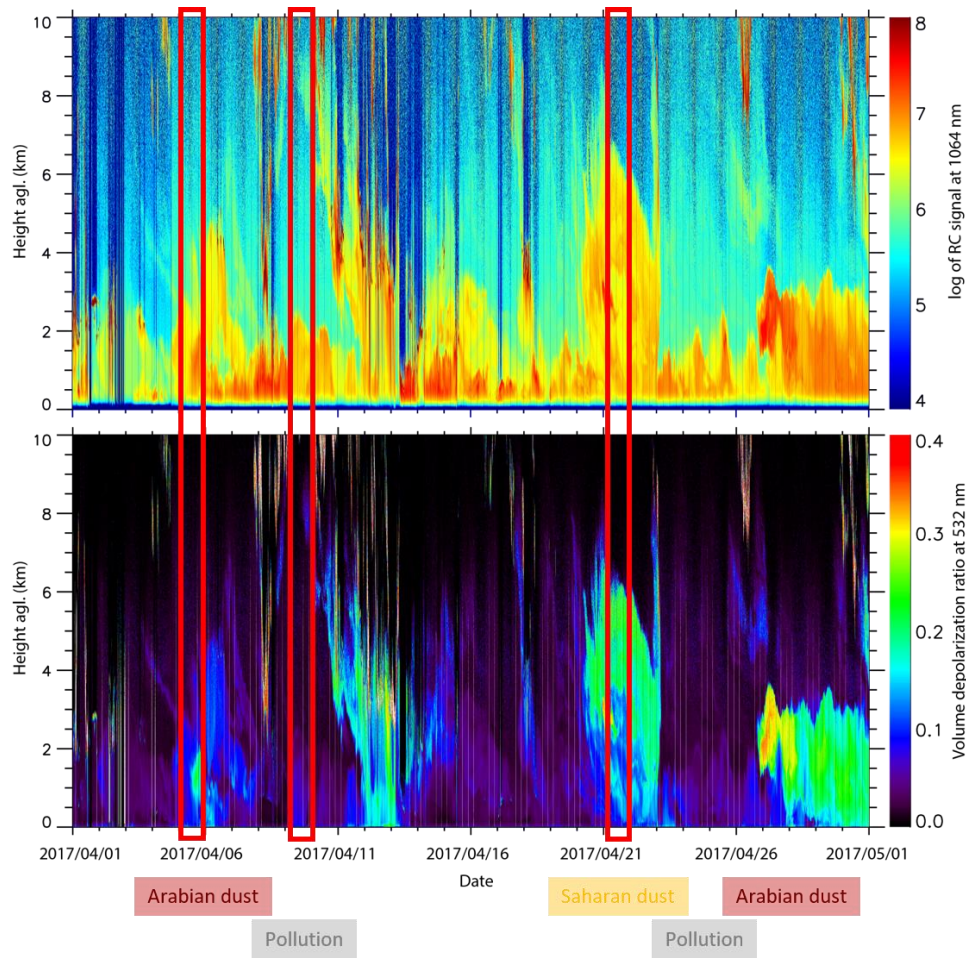 10
8
6
4
2
0
Height agl. (km)
8
7
6
5
4
log of RC signal at 1064 nm
10
8
6
4
2
0
Height agl. (km)
0.4
0.3
0.2
0.1
0.0
Volume depolarization ratio at 532 nm
2017/04/01 2017/04/06 2017/04/11 2017/04/16 2017/04/21 2017/04/26 2017/05/01
Date
Arabian dust Saharan dust Arabian dust
Pollution Pollution